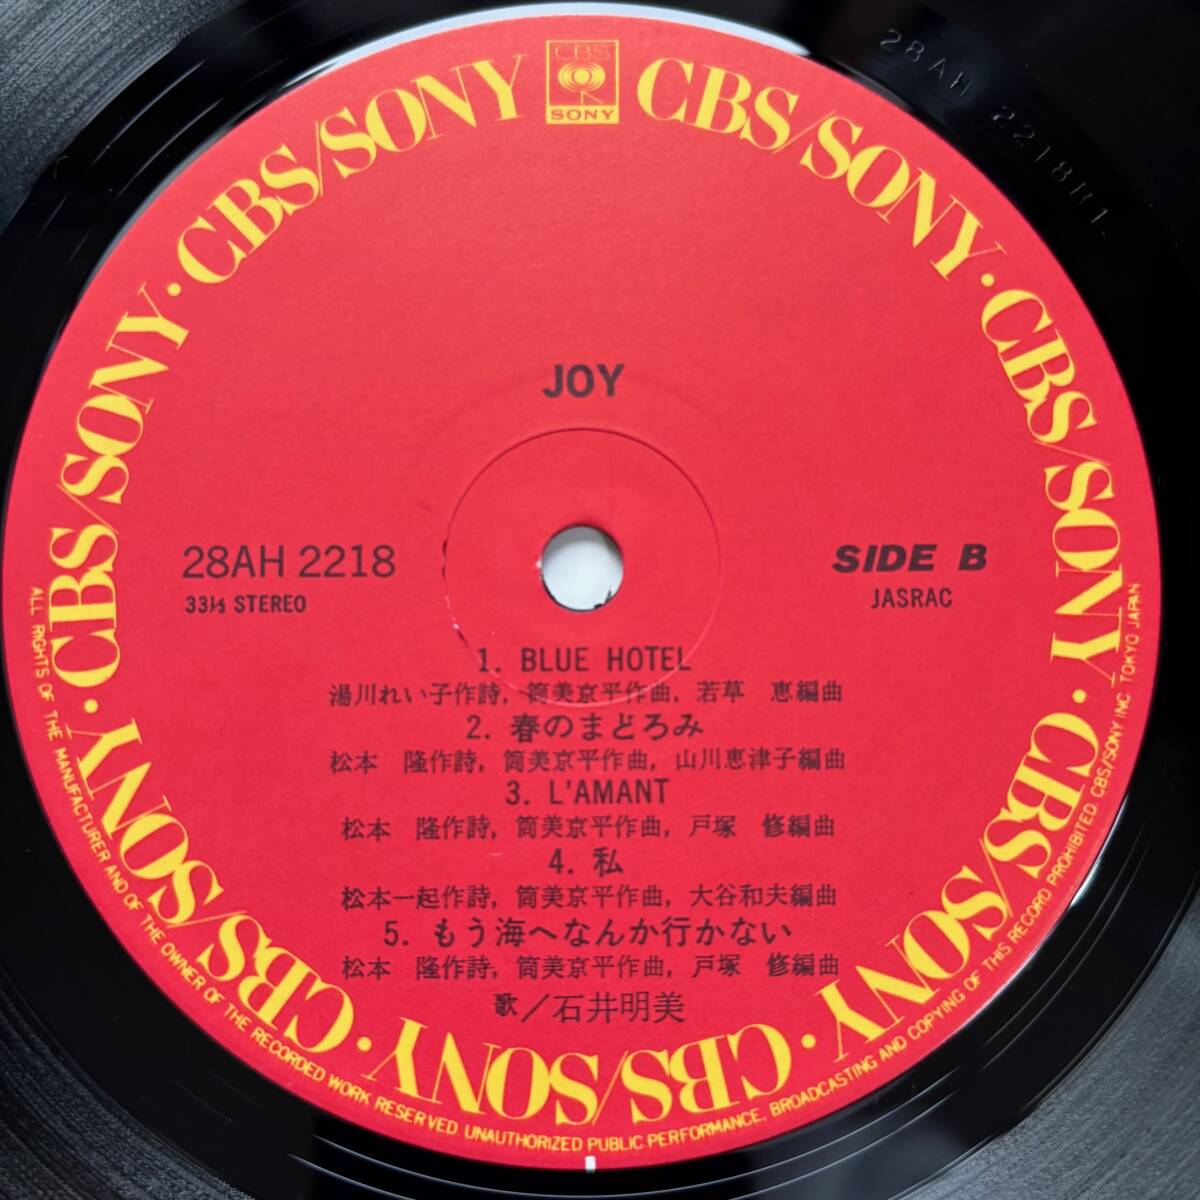 CBS
SONY
CBS/SONY · CBS/SONY · CBS/SONY · CBS/SONY · CBS/SONY · CBS/SONY · CBS/SONY · CBS/SONY · CBS/SONY
28AH 2218B1
JOY
28AH 2218
33⅓ STEREO
SIDE B
JASRAC
1. BLUE HOTEL
湯川れい子作詩, 筒美京平作曲, 若草 恵編曲
2. 春のまどろみ
松本 隆作詩, 筒美京平作曲, 山川恵津子編曲
3. L'AMANT
松本 隆作詩, 筒美京平作曲, 戸塚 修編曲
4. 私
松本一起作詩, 筒美京平作曲, 大谷和夫編曲
5. もう海へなんか行かない
松本 隆作詩, 筒美京平作曲, 戸塚 修編曲
歌/石井明美
ALL RIGHTS OF THE MANUFACTURER AND OF THE OWNER OF THE RECORDED WORK RESERVED. UNAUTHORIZED PUBLIC PERFORMANCE, BROADCASTING AND COPYING OF THIS RECORD PROHIBITED. CBS/SONY INC. TOKYO JAPAN